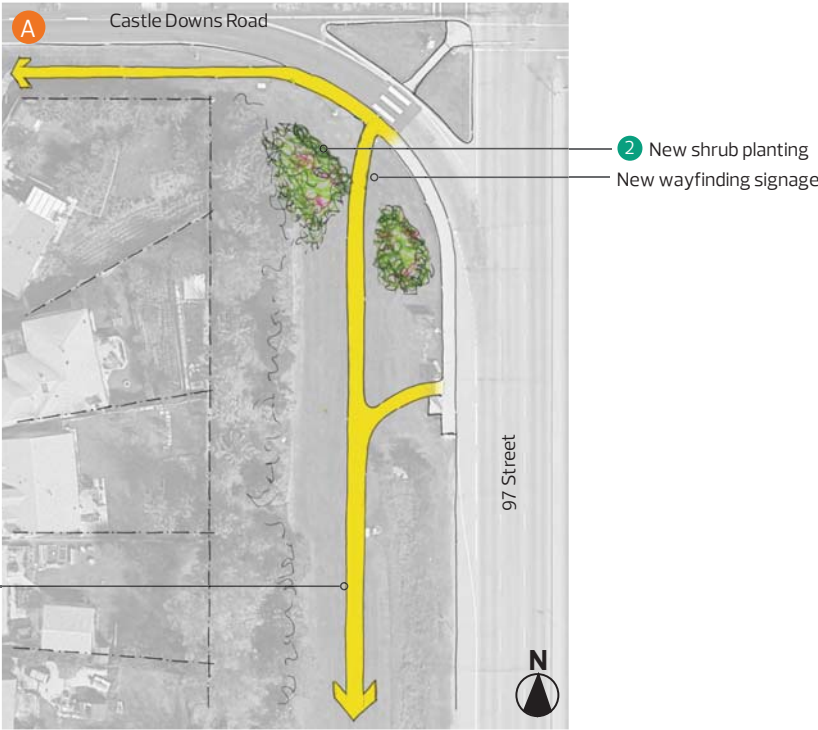 A
Castle Downs Road
2 New shrub planting
New wayfinding signage
97 Street
N